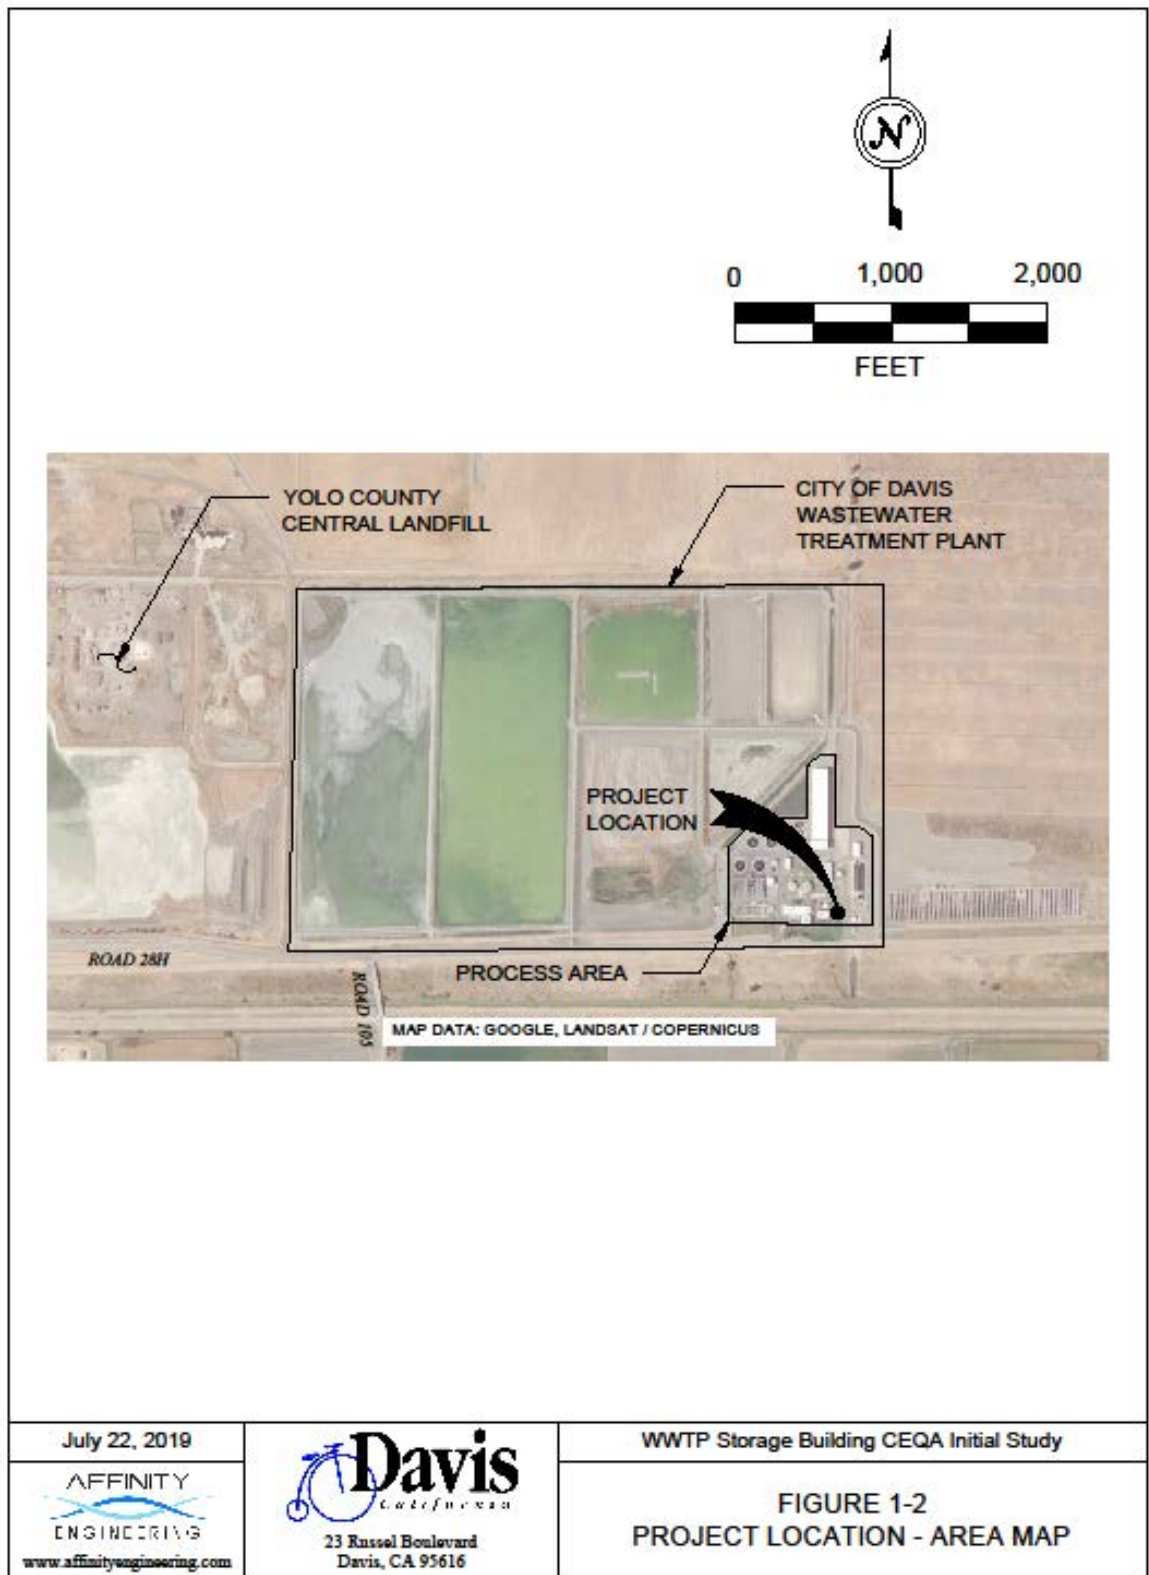 N
0 1,000 2,000
FEET
YOLO COUNTY
CENTRAL LANDFILL
CITY OF DAVIS
WASTEWATER
TREATMENT PLANT
PROJECT
LOCATION
ROAD 28H
PROCESS AREA
ROAD 105
MAP DATA: GOOGLE, LANDSAT / COPERNICUS
July 22, 2019
AFFINITY
ENGINEERING
www.affinityengineering.com
Davis
California
23 Russel Boulevard
Davis, CA 95616
WWTP Storage Building CEQA Initial Study
FIGURE 1-2
PROJECT LOCATION - AREA MAP